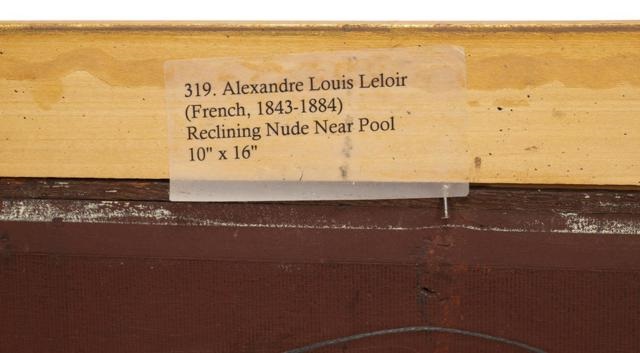 319. Alexandre Louis Leloir
(French, 1843-1884)
Reclining Nude Near Pool
10" x 16"